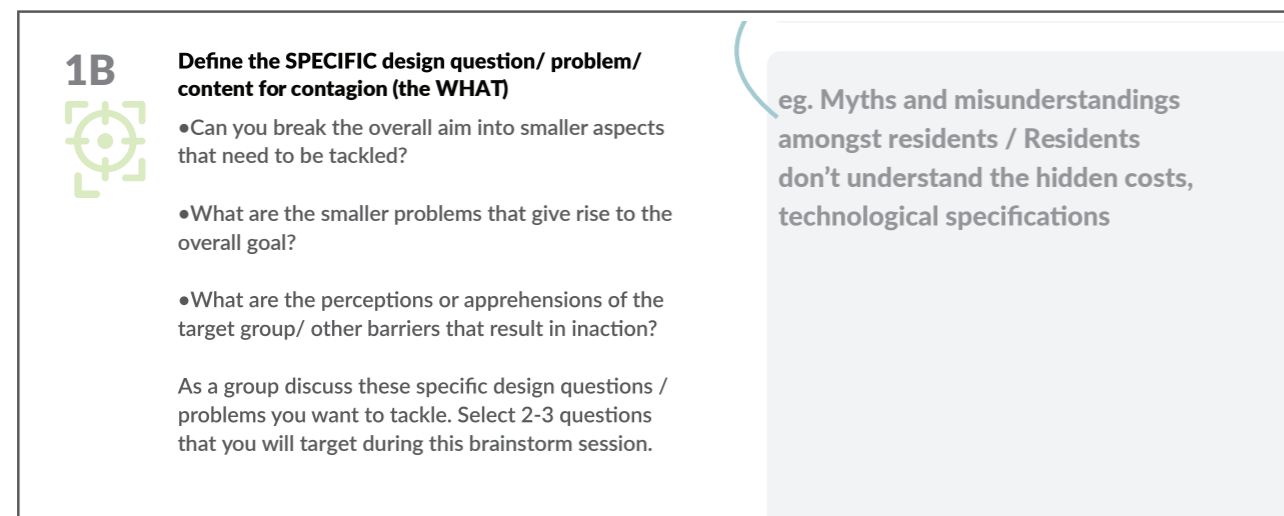 1B
Define the SPECIFIC design question/ problem/
content for contagion (the WHAT)
•Can you break the overall aim into smaller aspects
that need to be tackled?
•What are the smaller problems that give rise to the
overall goal?
•What are the perceptions or apprehensions of the
target group/ other barriers that result in inaction?
As a group discuss these specific design questions /
problems you want to tackle. Select 2-3 questions
that you will target during this brainstorm session.
eg. Myths and misunderstandings
amongst residents / Residents
don’t understand the hidden costs,
technological specifications